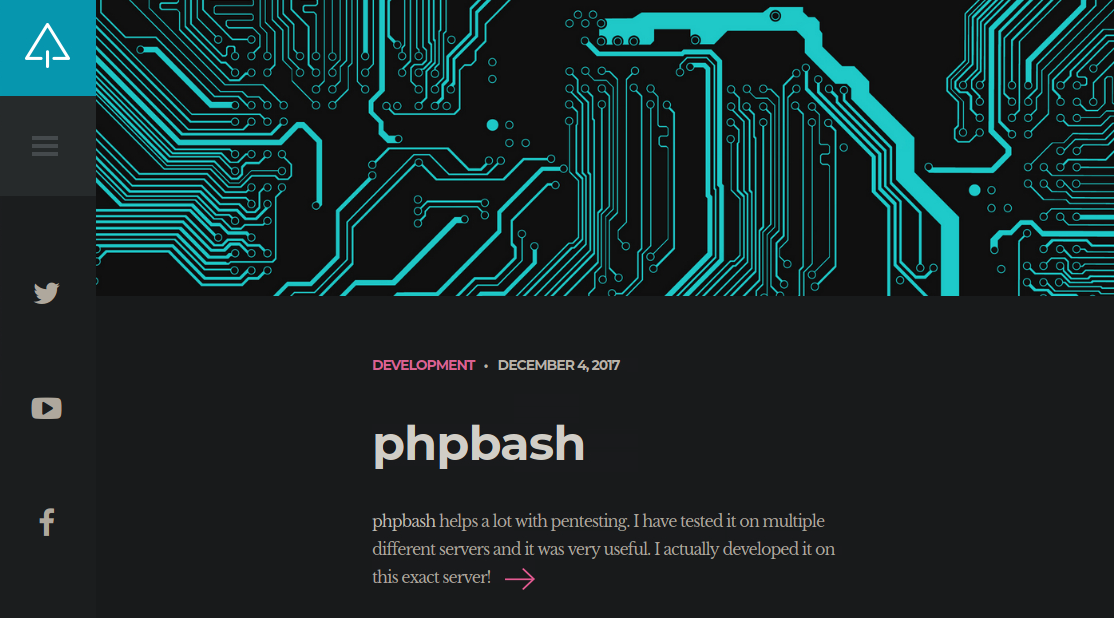 DEVELOPMENT • DECEMBER 4, 2017
phpbash
phpbash helps a lot with pentesting. I have tested it on multiple
different servers and it was very useful. I actually developed it on
this exact server!